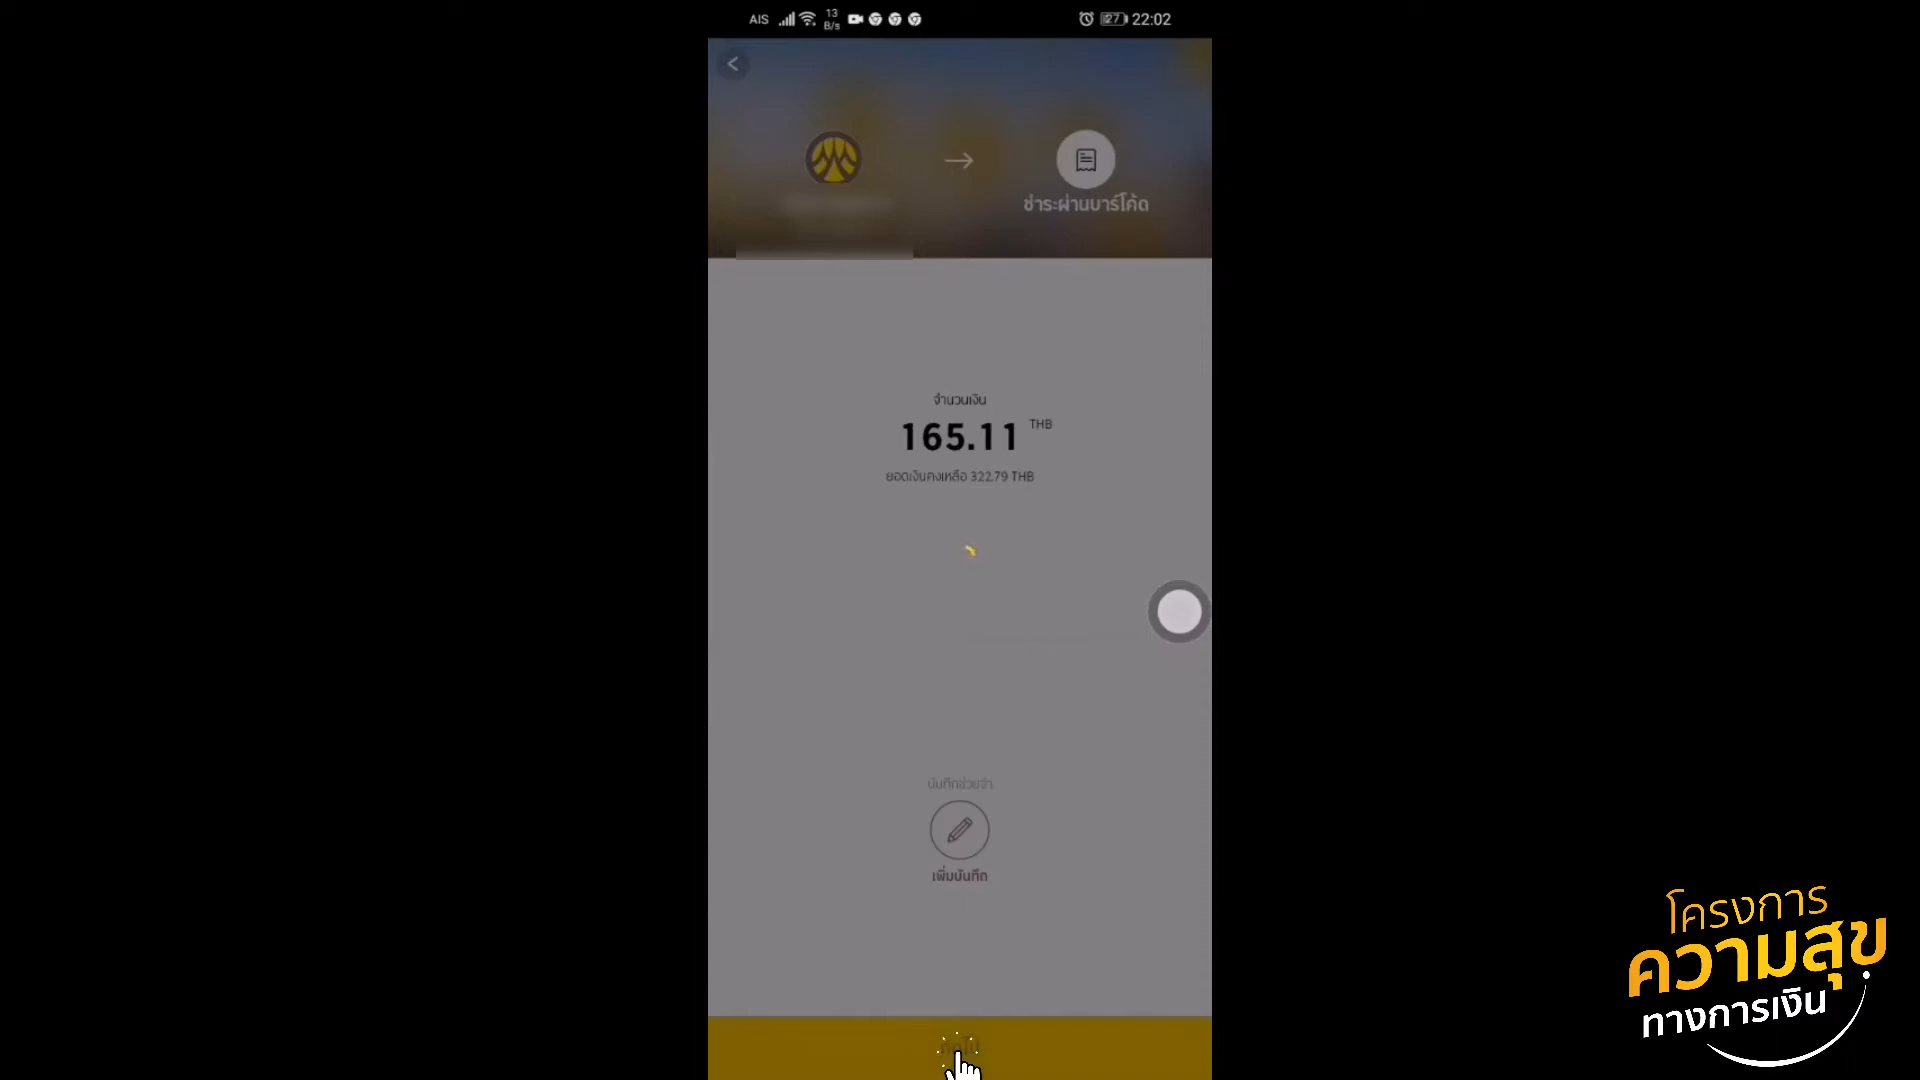 AIS
13
B/s
27
22:02
ชำระผ่านบาร์โค้ด
จำนวนเงิน
165.11 THB
ยอดเงินคงเหลือ 322.79 THB
บันทึกช่วยจำ
เพิ่มบันทึก
โครงการ
ความสุข
ทางการเงิน